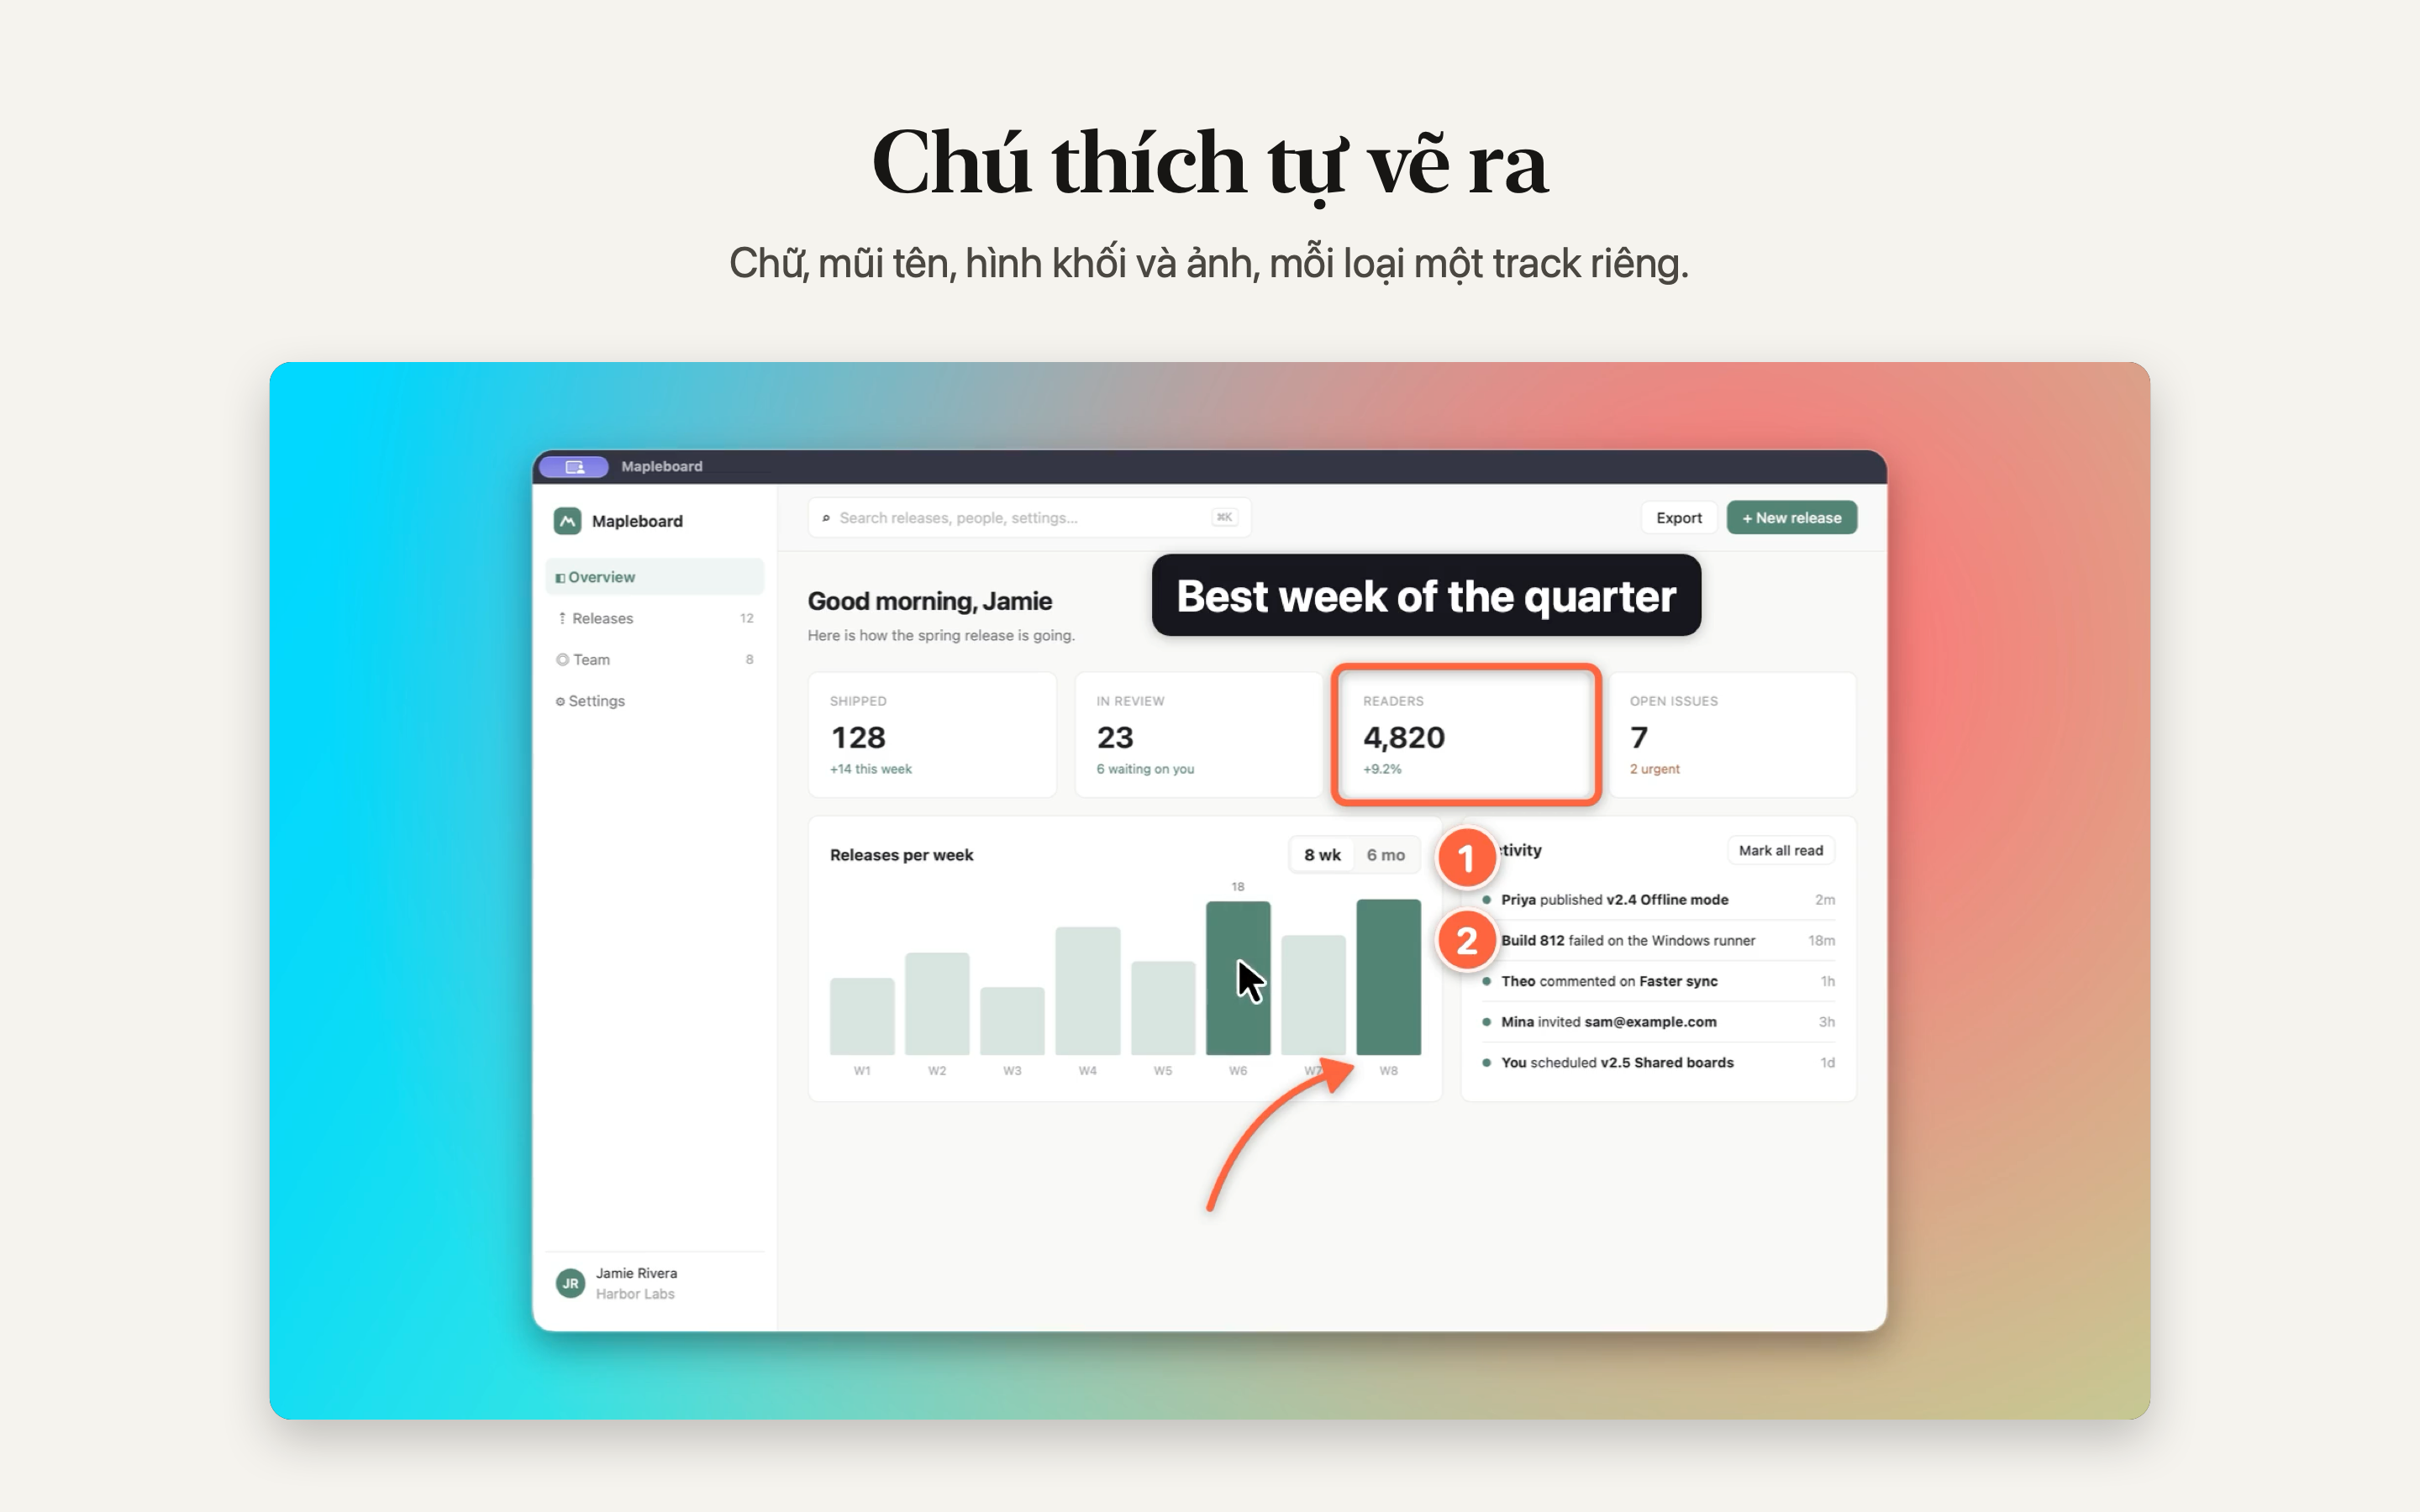 Chú thích tự vẽ ra
Chữ, mũi tên, hình khối và ảnh, mỗi loại một track riêng.
Mapleboard
Mapleboard
Search releases, people, settings...
⌘K
Export
+ New release
Overview
Releases 12
Team 8
Settings
Good morning, Jamie
Here is how the spring release is going.
Best week of the quarter
SHIPPED
128
+14 this week
IN REVIEW
23
6 waiting on you
READERS
4,820
+9.2%
OPEN ISSUES
7
2 urgent
Releases per week
8 wk 6 mo
18
W1 W2 W3 W4 W5 W6 W7 W8
1
2
tivity
Mark all read
Priya published v2.4 Offline mode 2m
Build 812 failed on the Windows runner 18m
Theo commented on Faster sync 1h
Mina invited sam@example.com 3h
You scheduled v2.5 Shared boards 1d
JR
Jamie Rivera
Harbor Labs